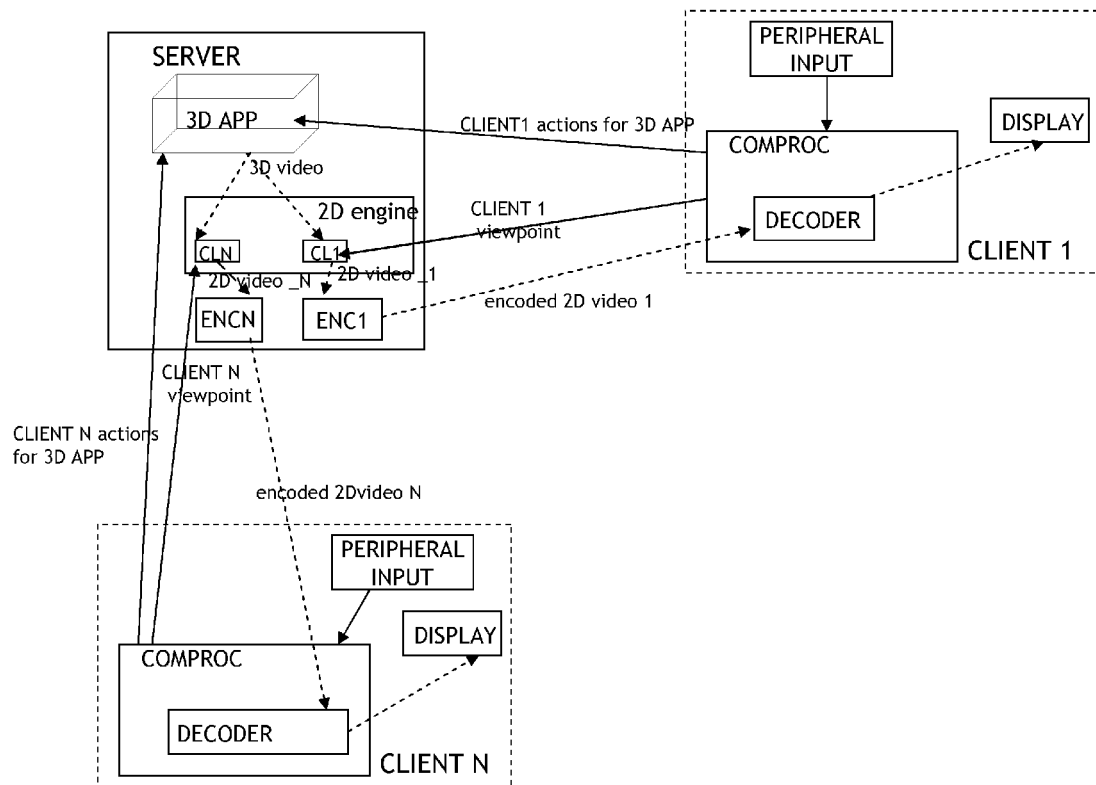 SERVER
3D APP
3D video
2D engine
CLN
CL1
2D video _N
2D video _1
ENCN
ENC1
CLIENT1 actions for 3D APP
CLIENT 1
viewpoint
encoded 2D video 1
PERIPHERAL
INPUT
DISPLAY
COMPROC
DECODER
CLIENT 1
CLIENT N
viewpoint
CLIENT N actions
for 3D APP
encoded 2Dvideo N
PERIPHERAL
INPUT
DISPLAY
COMPROC
DECODER
CLIENT N